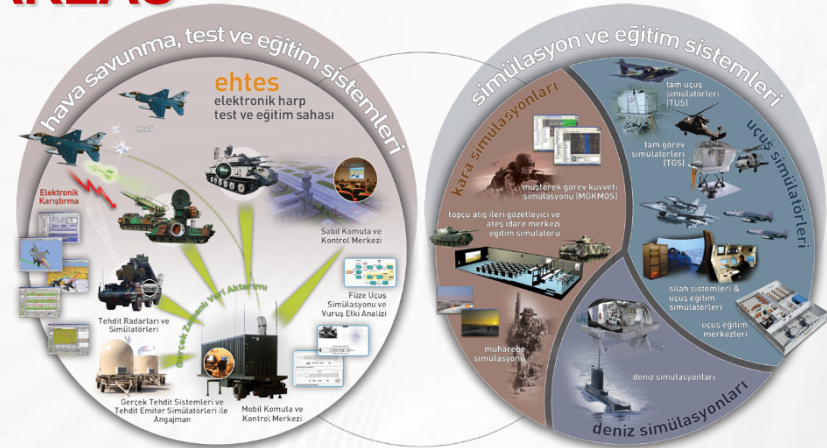 AREAS
hava savunma, test ve eğitim sistemleri
ehtes
elektronik harp
test ve eğitim sahası
Chaff
Elektronik
Karıştırma
Sabit Komuta ve
Kontrol Merkezi
Gerçek Zamanlı Veri Aktarımı
Füze Uçuş
Simülasyonu ve
Vuruş Etki Analizi
Tehdit Radarları ve
Simülatörleri
Gerçek Tehdit Sistemleri ve
Tehdit Emiter Simülatörleri ile
Angajman
Mobil Komuta ve
Kontrol Merkezi
simülasyon ve eğitim sistemleri
kara simülasyonları
müşterek görev kuvveti
simülasyonu (MGKMOS)
topçu atış ileri gözetleyici ve
ateş idare merkezi
eğitim simülatörü
muharebe
simülasyonu
uçuş simülatörleri
tam uçuş
simülatörleri
(TUS)
tam görev
simülatörleri
(TGS)
silah sistemleri &
uçuş eğitim
simülatörleri
uçuş eğitim
merkezleri
deniz simülasyonları
deniz simülasyonları